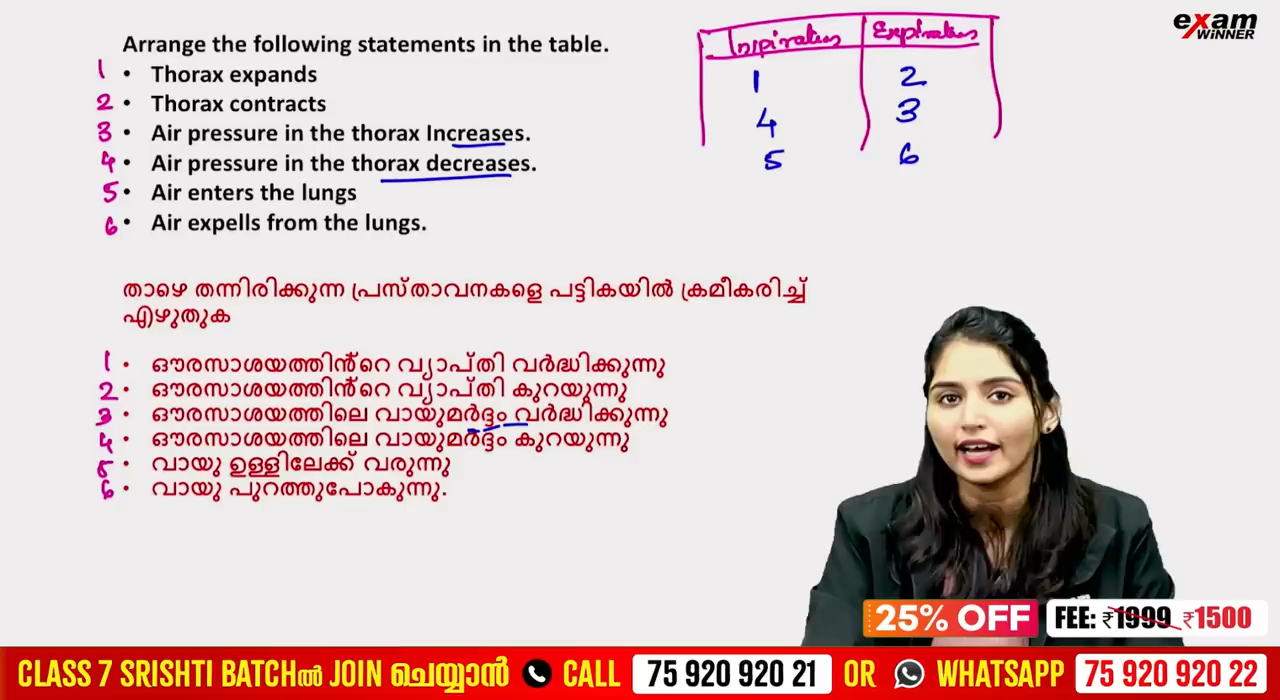 exam
WiNNER
Arrange the following statements in the table.
1 • Thorax expands
2 • Thorax contracts
3 • Air pressure in the thorax Increases.
4 • Air pressure in the thorax decreases.
5 • Air enters the lungs
6 • Air expells from the lungs.
Inspiration Expiration
1 2
4 3
5 6
താഴെ തന്നിരിക്കുന്ന പ്രസ്താവനകളെ പട്ടികയിൽ ക്രമീകരിച്ച്
എഴുതുക
1 • ഔരസാശയത്തിൻ്റെ വ്യാപ്തി വർദ്ധിക്കുന്നു
2 • ഔരസാശയത്തിൻ്റെ വ്യാപ്തി കുറയുന്നു
3 • ഔരസാശയത്തിലെ വായുമർദ്ദം വർദ്ധിക്കുന്നു
4 • ഔരസാശയത്തിലെ വായുമർദ്ദം കുറയുന്നു
5 • വായു ഉള്ളിലേക്ക് വരുന്നു
6 • വായു പുറത്തുപോകുന്നു.
25% OFF FEE: ₹1999 ₹1500
CLASS 7 SRISHTI BATCHൽ JOIN ചെയ്യാൻ CALL 75 920 920 21 OR WHATSAPP 75 920 920 22